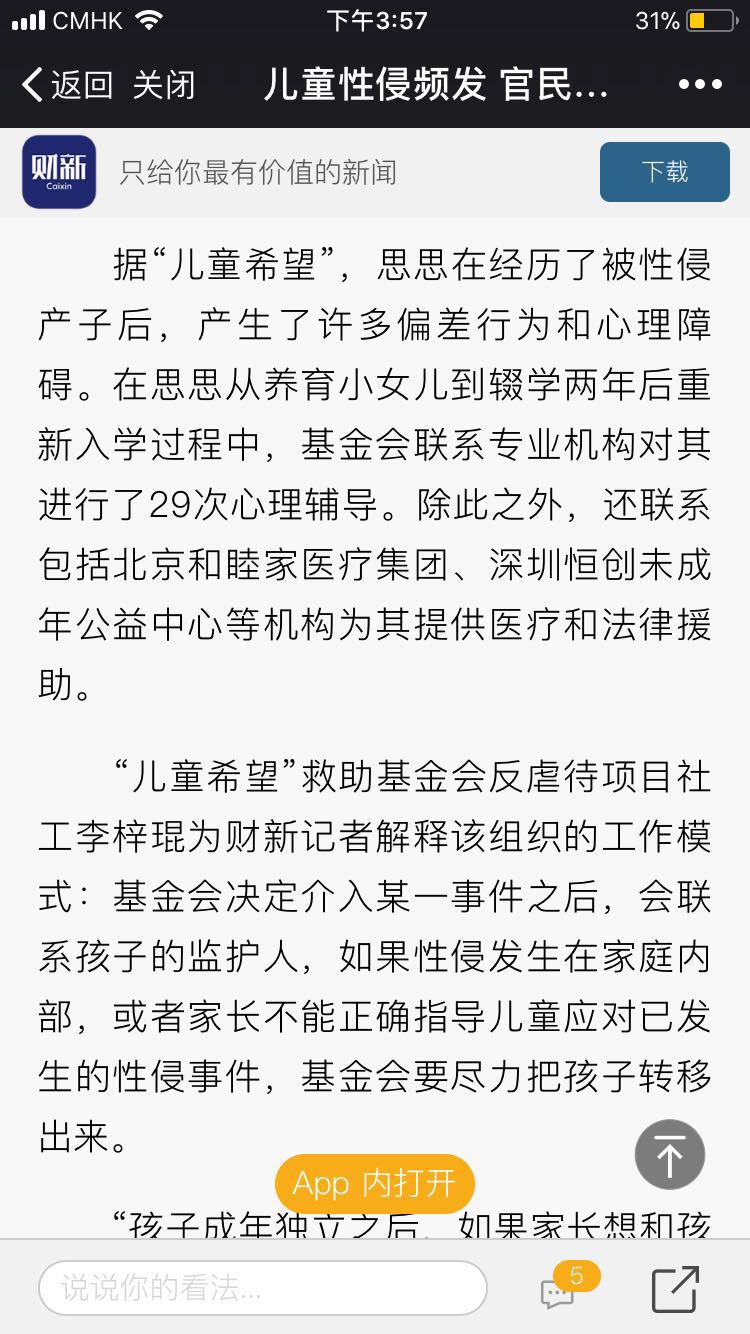 CMHK 下午3:57 31%
返回 关闭 儿童性侵频发 官民...
财新
Caixin
只给你最有价值的新闻
下载
据“儿童希望”，思思在经历了被性侵
产子后，产生了许多偏差行为和心理障
碍。在思思从养育小女儿到辍学两年后重
新入学过程中，基金会联系专业机构对其
进行了29次心理辅导。除此之外，还联系
包括北京和睦家医疗集团、深圳恒创未成
年公益中心等机构为其提供医疗和法律援
助。
“儿童希望”救助基金会反虐待项目社
工李梓琨为财新记者解释该组织的工作模
式：基金会决定介入某一事件之后，会联
系孩子的监护人，如果性侵发生在家庭内
部，或者家长不能正确指导儿童应对已发
生的性侵事件，基金会要尽力把孩子转移
出来。
App 内打开
“孩子成年独立之后，如果家长想和孩
说说你的看法...
5